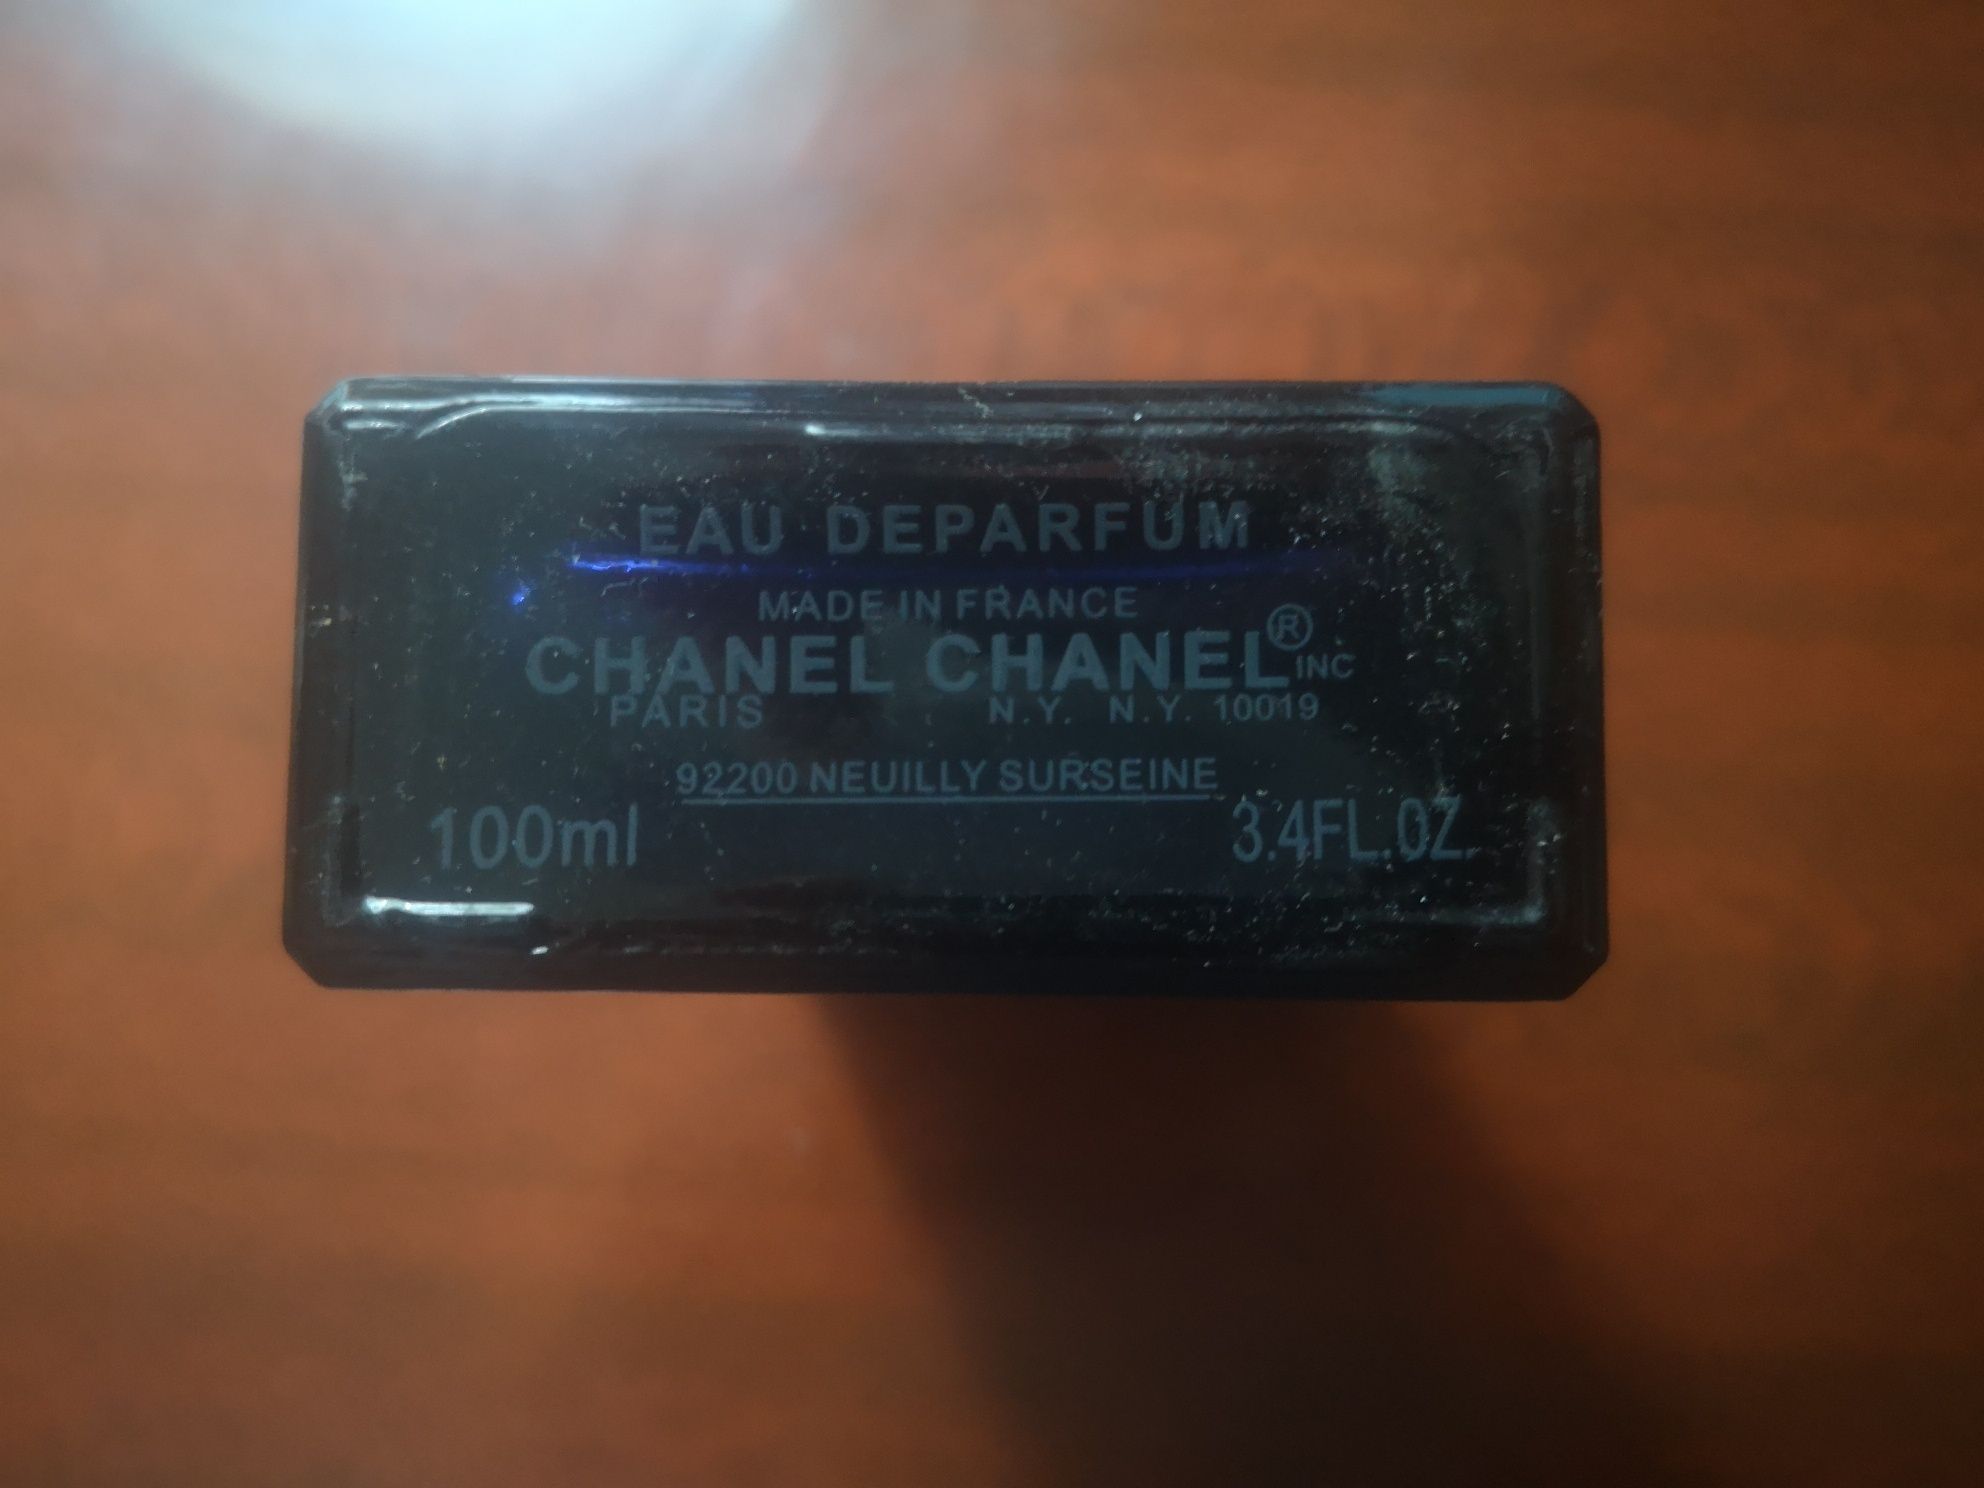 EAU DEPARFUM
MADE IN FRANCE
CHANEL CHANEL® INC
PARIS N.Y. N.Y. 10019
92200 NEUILLY SURSEINE
100ml 3.4FL.OZ.